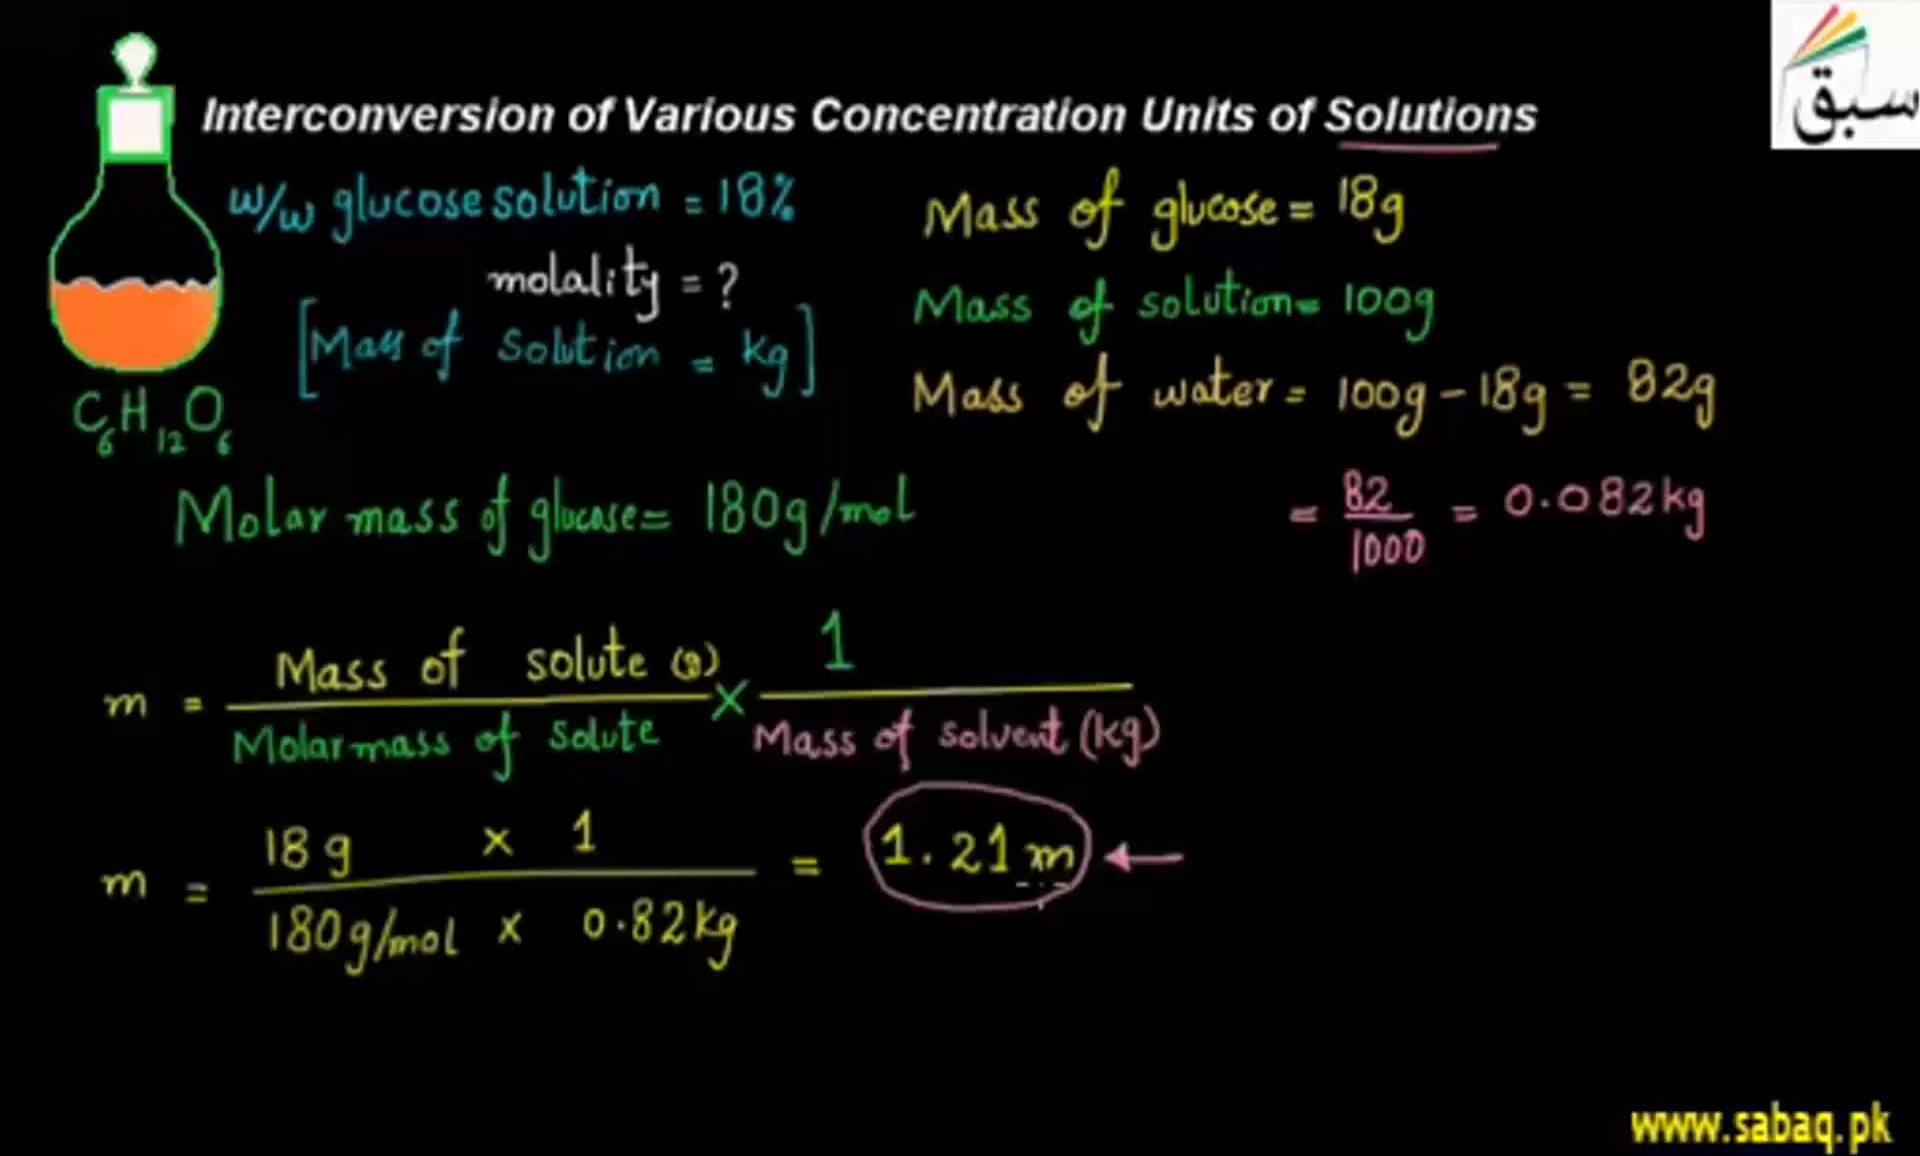 سبق
Interconversion of Various Concentration Units of Solutions
w/w glucose solution = 18%
molality = ?
[Mass of solution = kg]
C₆H₁₂O₆
Mass of glucose = 18g
Mass of solution = 100g
Mass of water = 100g - 18g = 82g
= 82/1000 = 0.082kg
Molar mass of glucose = 180g/mol
m = Mass of solute (g) / Molar mass of solute × 1 / Mass of solvent (kg)
m = 18g × 1 / 180g/mol × 0.82kg = 1.21m
www.sabaq.pk